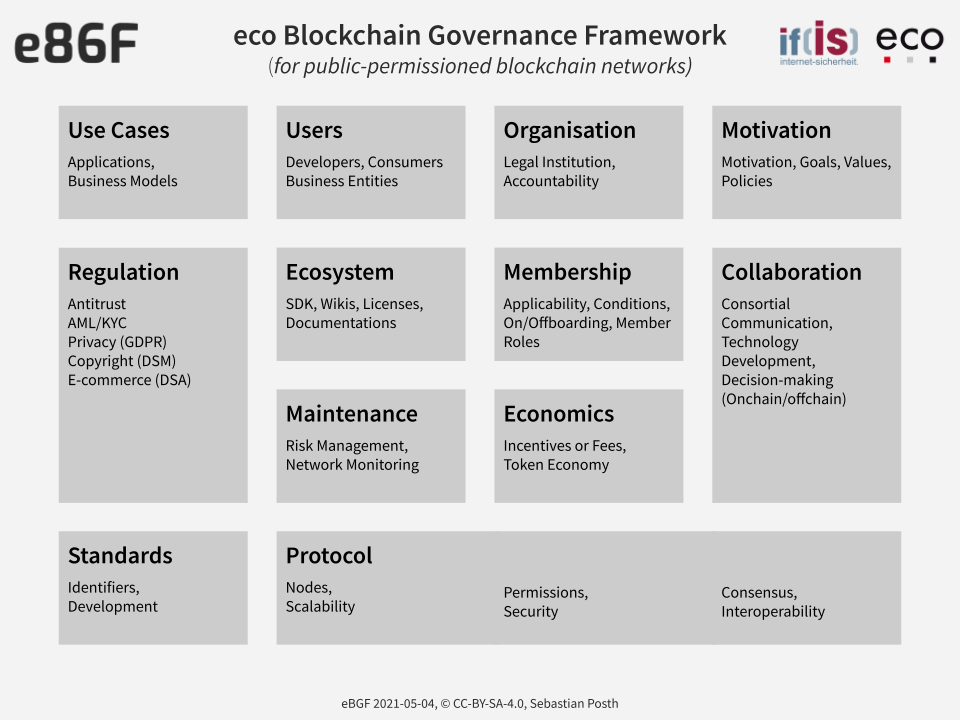 e86F
eco Blockchain Governance Framework
(for public-permissioned blockchain networks)
if(is)
internet-sicherheit.
eco
Use Cases
Applications,
Business Models
Users
Developers, Consumers
Business Entities
Organisation
Legal Institution,
Accountability
Motivation
Motivation, Goals, Values,
Policies
Regulation
Antitrust
AML/KYC
Privacy (GDPR)
Copyright (DSM)
E-commerce (DSA)
Ecosystem
SDK, Wikis, Licenses,
Documentations
Membership
Applicability, Conditions,
On/Offboarding, Member
Roles
Collaboration
Consortial
Communication,
Technology
Development,
Decision-making
(Onchain/offchain)
Maintenance
Risk Management,
Network Monitoring
Economics
Incentives or Fees,
Token Economy
Standards
Identifiers,
Development
Protocol
Nodes,
Scalability
Permissions,
Security
Consensus,
Interoperability
eBGF 2021-05-04, © CC-BY-SA-4.0, Sebastian Posth